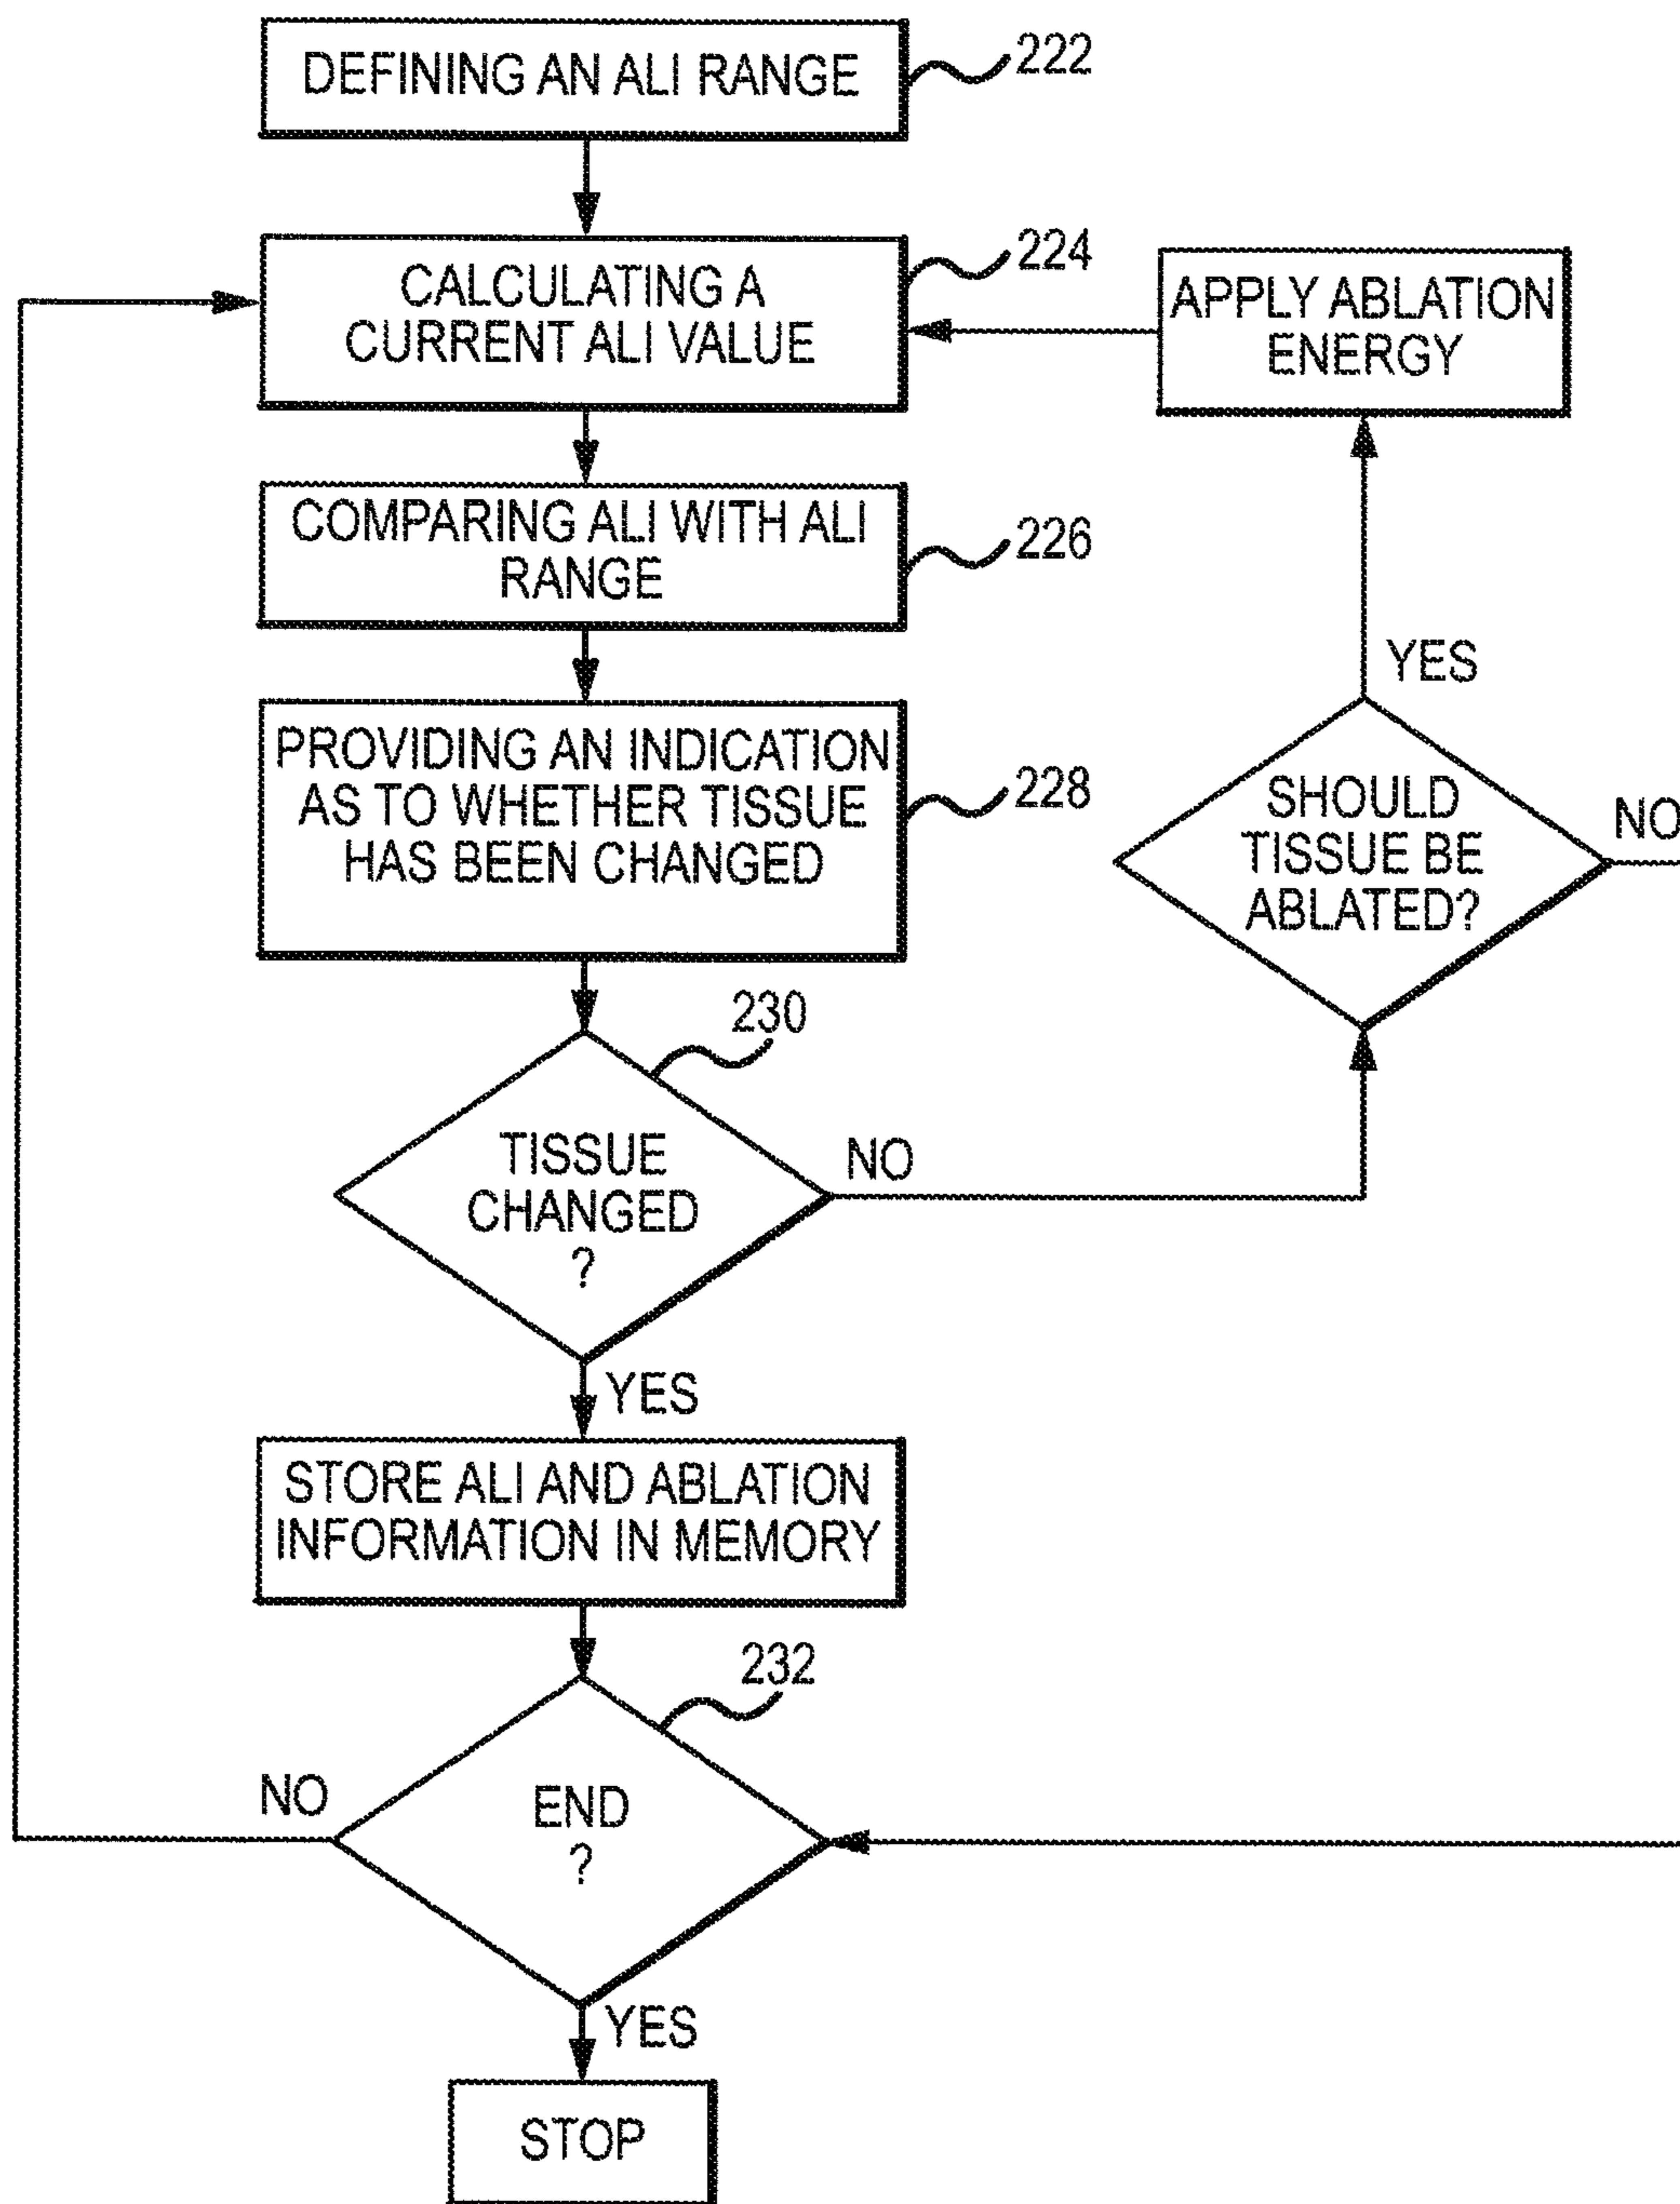 DEFINING AN ALI RANGE
222
CALCULATING A
CURRENT ALI VALUE
224
APPLY ABLATION
ENERGY
COMPARING ALI WITH ALI
RANGE
226
YES
PROVIDING AN INDICATION
AS TO WHETHER TISSUE
HAS BEEN CHANGED
228
SHOULD
TISSUE BE
ABLATED?
NO
230
TISSUE
CHANGED
?
NO
YES
STORE ALI AND ABLATION
INFORMATION IN MEMORY
232
NO
END
?
YES
STOP